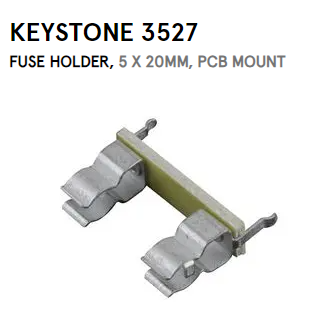 KEYSTONE 3527
FUSE HOLDER, 5 X 20MM, PCB MOUNT